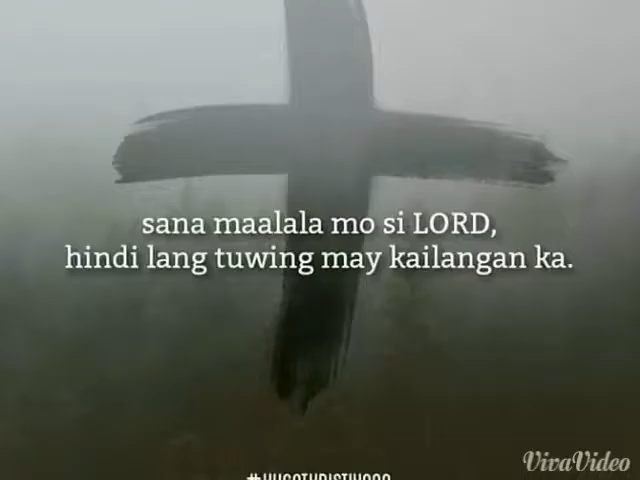 sana maalala mo si LORD,
hindi lang tuwing may kailangan ka.
VivaVideo